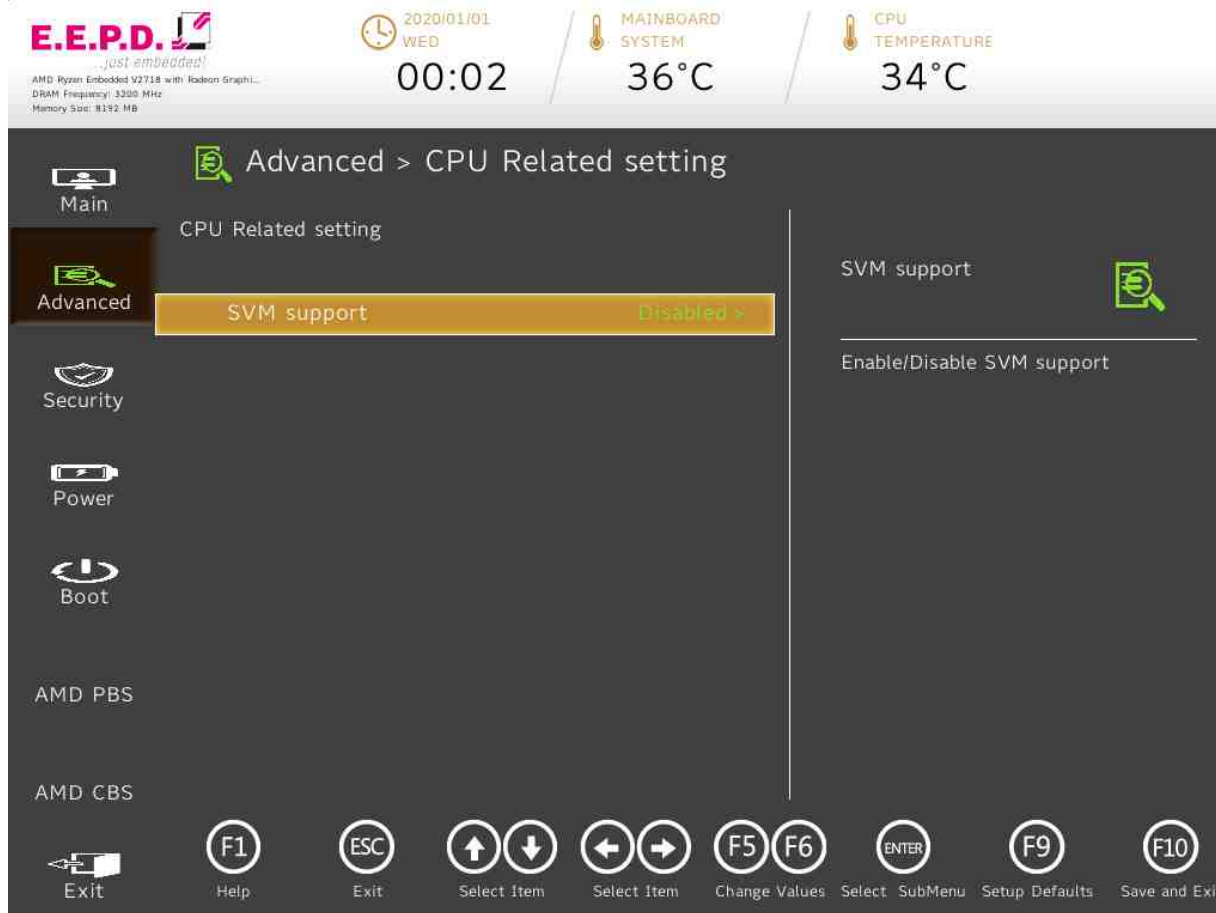 E.E.P.D.
...just embedded!
AMD Ryzen Embedded V2718 with Radeon Graphi...
DRAM Frequency: 3200 MHz
Memory Size: 8192 MB
2020/01/01
WED
00:02
MAINBOARD
SYSTEM
36°C
CPU
TEMPERATURE
34°C
Main
Advanced
Security
Power
Boot
AMD PBS
AMD CBS
Exit
Advanced > CPU Related setting
CPU Related setting
SVM support Disabled >
SVM support
Enable/Disable SVM support
F1
Help
ESC
Exit
Select Item
Select Item
F5 F6
Change Values
ENTER
Select SubMenu
F9
Setup Defaults
F10
Save and Exi